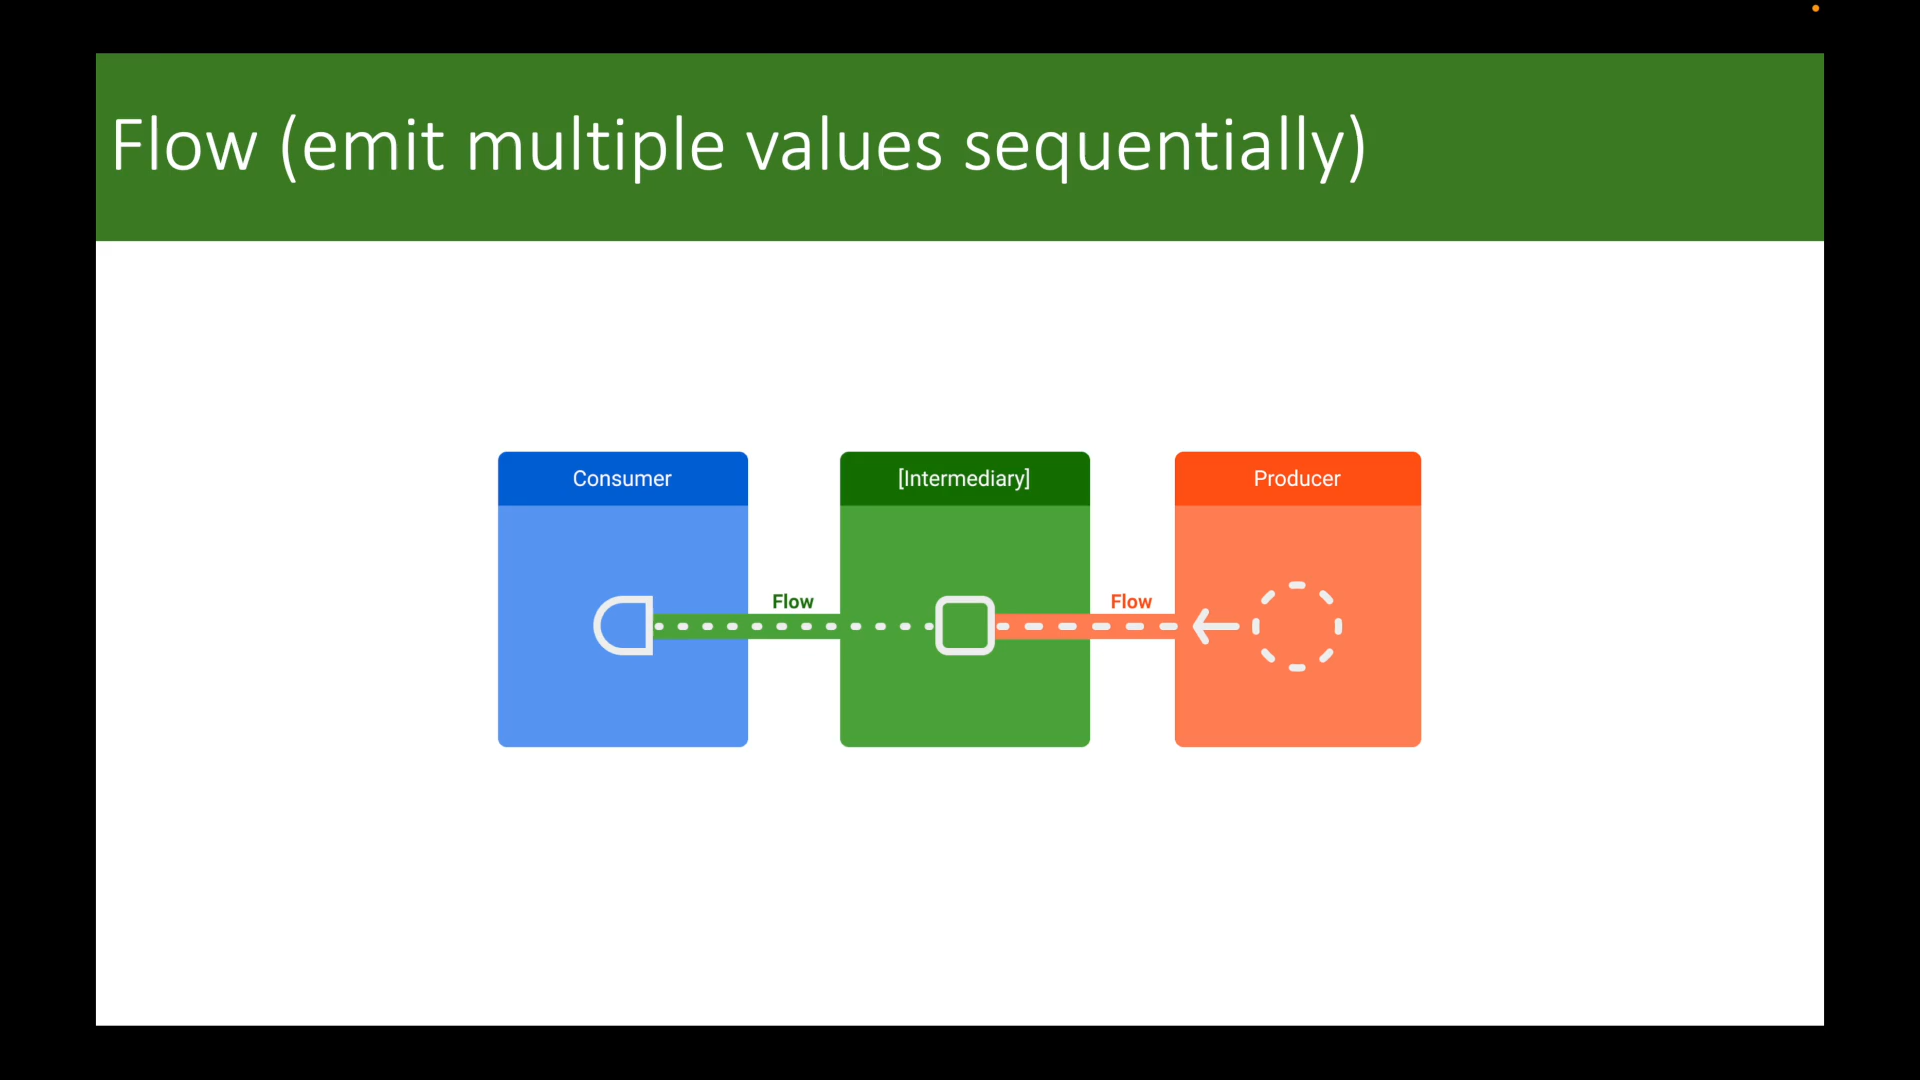 Flow (emit multiple values sequentially)
Consumer
[Intermediary]
Producer
Flow
Flow